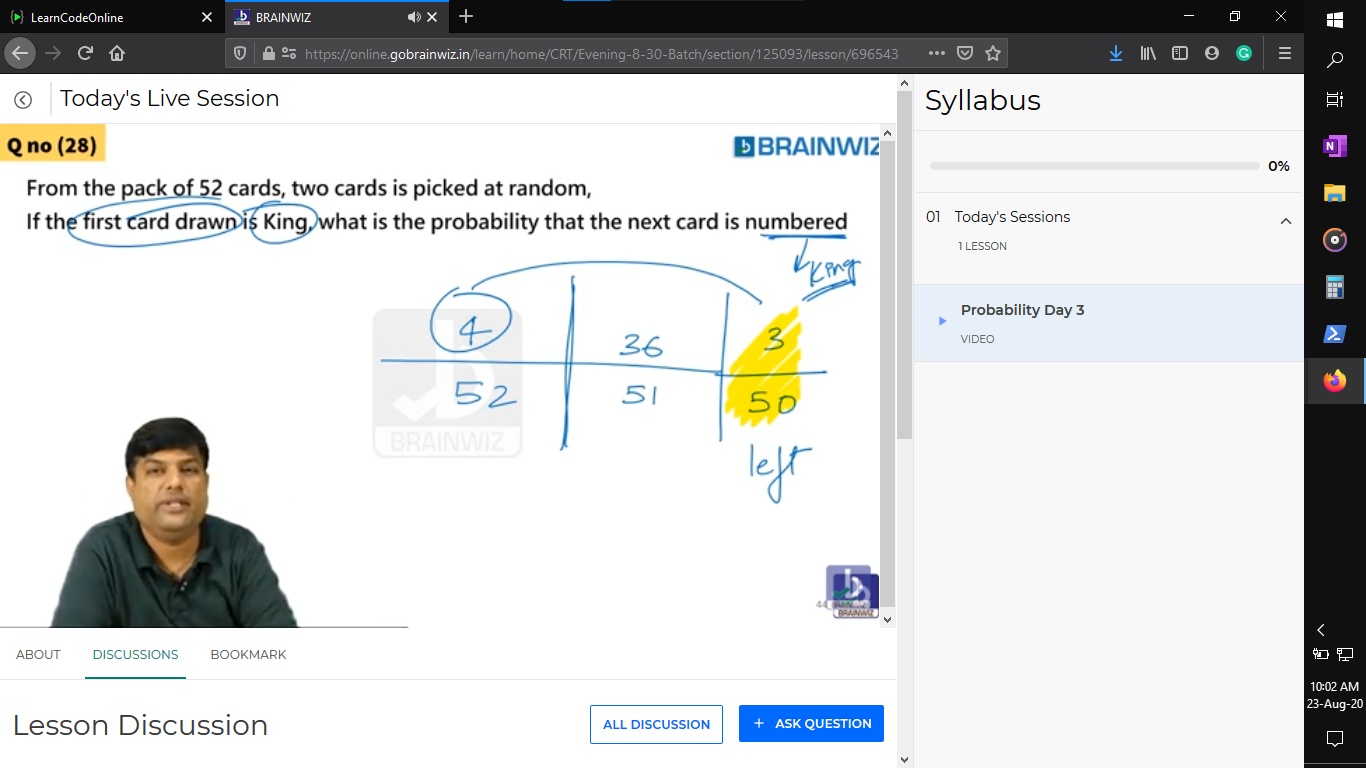 LearnCodeOnline
BRAINWIZ
https://online.gobrainwiz.in/learn/home/CRT/Evening-8-30-Batch/section/125093/lesson/696543
Today's Live Session
Q no (28)
BRAINWIZ
From the pack of 52 cards, two cards is picked at random,
If the first card drawn is King, what is the probability that the next card is numbered
King
4 36 3
52 51 50
left
BRAINWIZ
BRAINWIZ
ABOUT DISCUSSIONS BOOKMARK
Lesson Discussion
ALL DISCUSSION
+ ASK QUESTION
Syllabus
0%
01 Today's Sessions
1 LESSON
Probability Day 3
VIDEO
10:02 AM
23-Aug-20